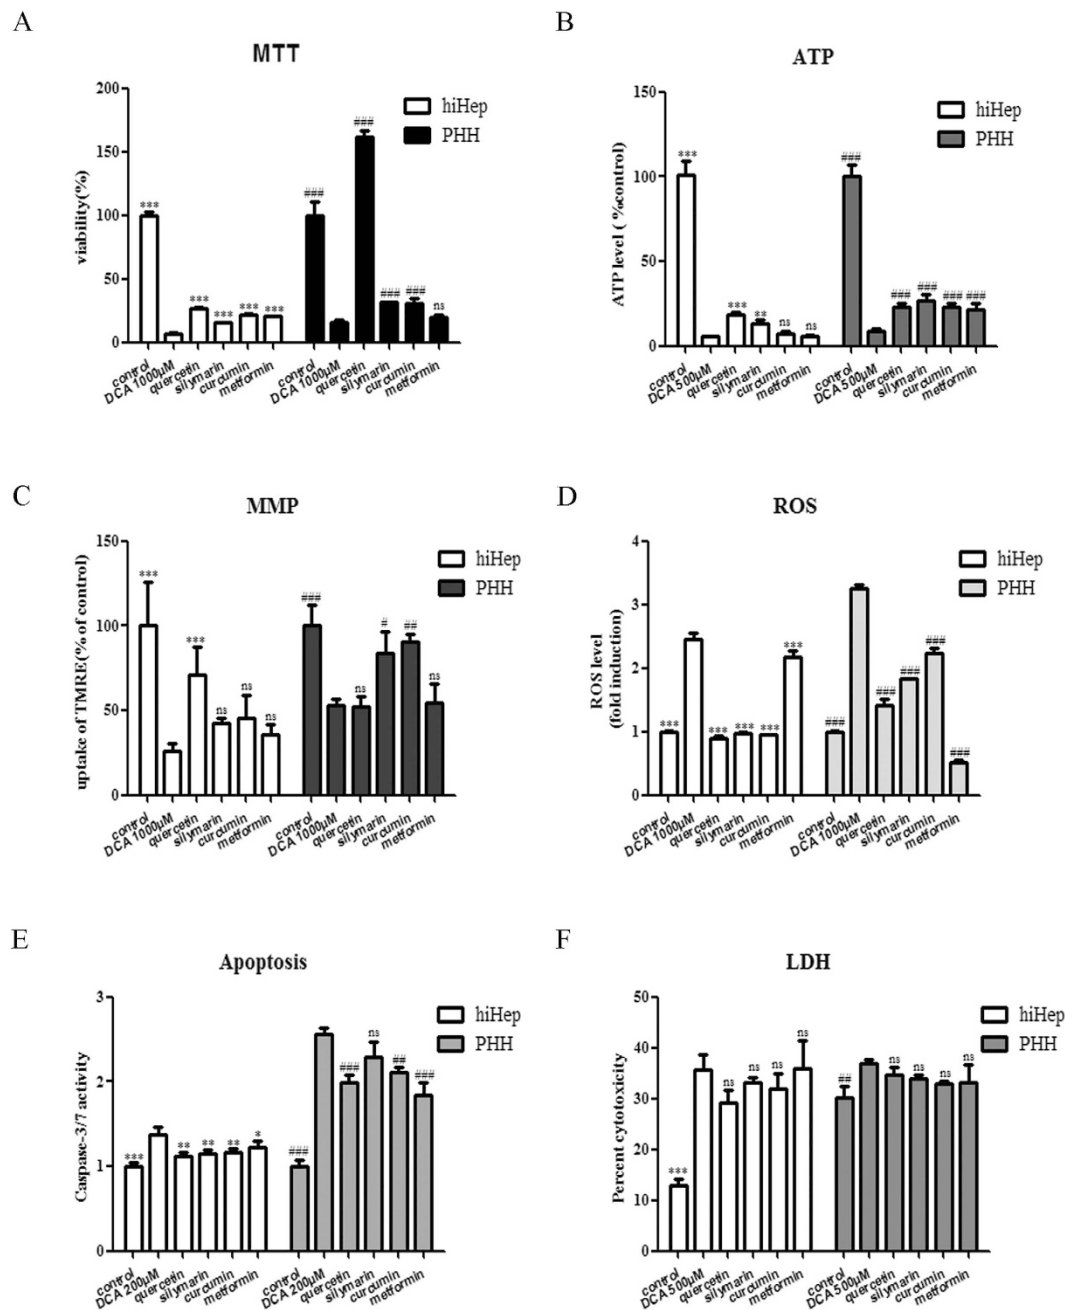 A
MTT
200
150
100
50
0
viability(%)
hiHep
PHH
***
***
***
***
***
###
###
###
###
ns
control
DCA 1000µM
quercetin
silymarin
curcumin
metformin
control
DCA 1000µM
quercetin
silymarin
curcumin
metformin
B
ATP
150
100
50
0
ATP level ( %control)
hiHep
PHH
***
***
**
ns
ns
###
###
###
###
###
control
DCA 500µM
quercetin
silymarin
curcumin
metformin
control
DCA 500µM
quercetin
silymarin
curcumin
metformin
C
MMP
150
100
50
0
uptake of TMRE(% of control)
hiHep
PHH
***
***
ns
ns
ns
###
ns
#
##
ns
control
DCA 1000µM
quercetin
silymarin
curcumin
metformin
control
DCA 1000µM
quercetin
silymarin
curcumin
metformin
D
ROS
4
3
2
1
0
ROS level
(fold induction)
hiHep
PHH
***
***
***
***
***
###
###
###
###
###
control
DCA 1000µM
quercetin
silymarin
curcumin
metformin
control
DCA 1000µM
quercetin
silymarin
curcumin
metformin
E
Apoptosis
3
2
1
0
Caspase-3/7 activity
hiHep
PHH
***
**
**
**
*
###
###
ns
##
###
control
DCA 200µM
quercetin
silymarin
curcumin
metformin
control
DCA 200µM
quercetin
silymarin
curcumin
metformin
F
LDH
50
40
30
20
10
0
Percent cytotoxicity
hiHep
PHH
***
ns
ns
ns
ns
##
ns
ns
ns
ns
control
DCA 500µM
quercetin
silymarin
curcumin
metformin
control
DCA 500µM
quercetin
silymarin
curcumin
metformin